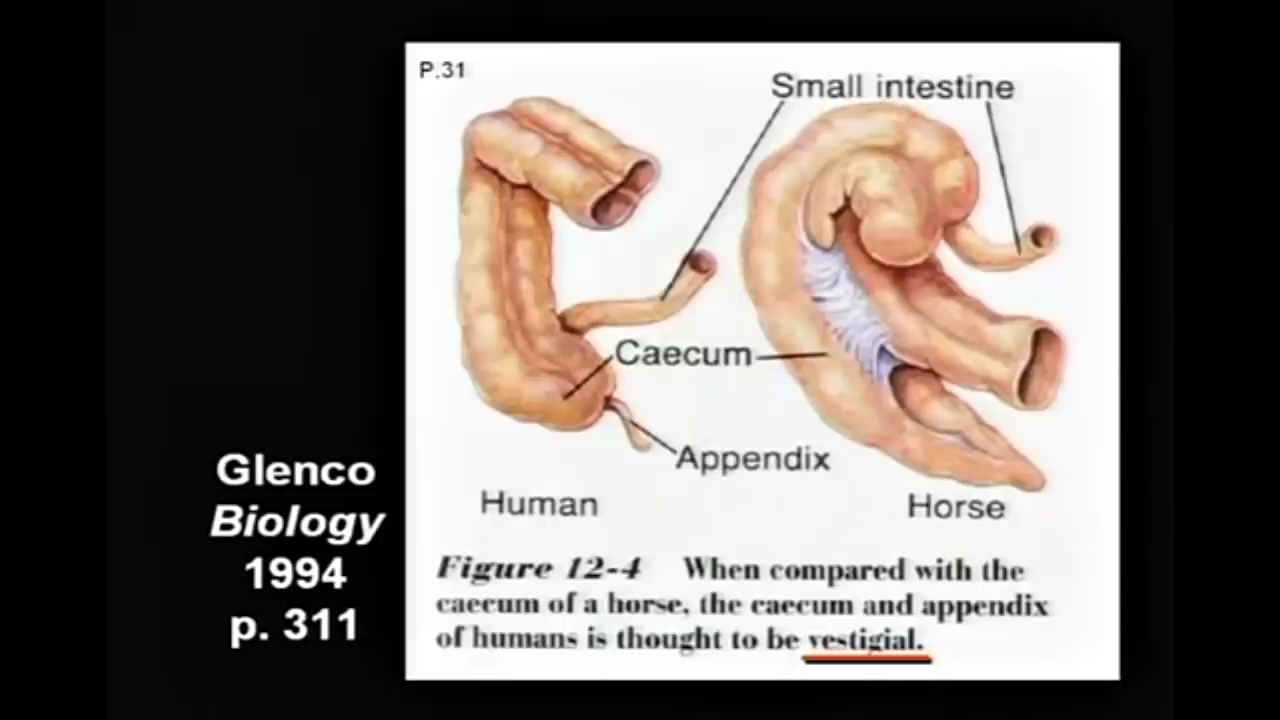 P.31
Small intestine
Caecum
Appendix
Human
Horse
Glenco
Biology
1994
p. 311
Figure 12-4 When compared with the
caecum of a horse, the caecum and appendix
of humans is thought to be vestigial.